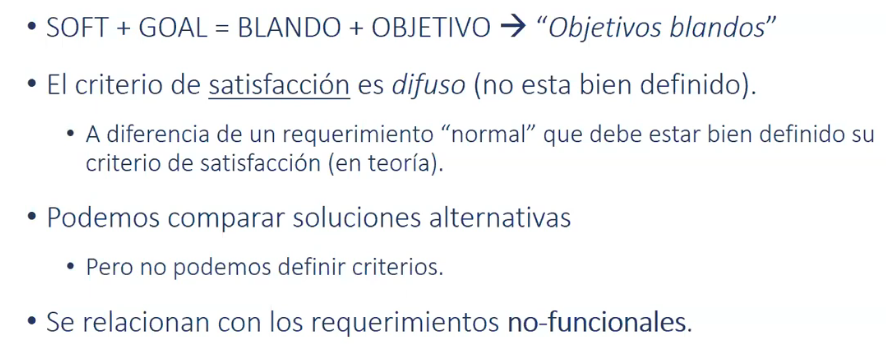 • SOFT + GOAL = BLANDO + OBJETIVO → “Objetivos blandos”
• El criterio de satisfacción es difuso (no esta bien definido).
• A diferencia de un requerimiento “normal” que debe estar bien definido su
criterio de satisfacción (en teoría).
• Podemos comparar soluciones alternativas
• Pero no podemos definir criterios.
• Se relacionan con los requerimientos no-funcionales.